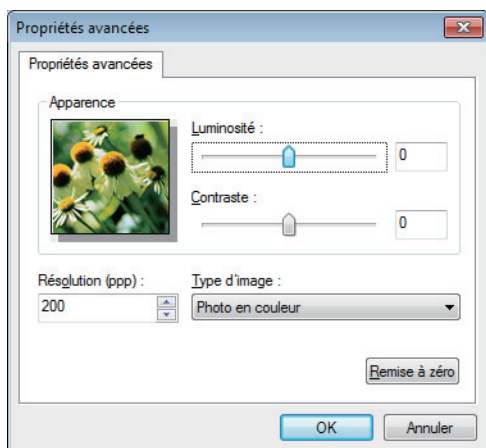 Propriétés avancées
Propriétés avancées
Apparence
Luminosité :
0
Contraste :
0
Résolution (ppp) :
200
Type d'image :
Photo en couleur
Remise à zéro
OK
Annuler